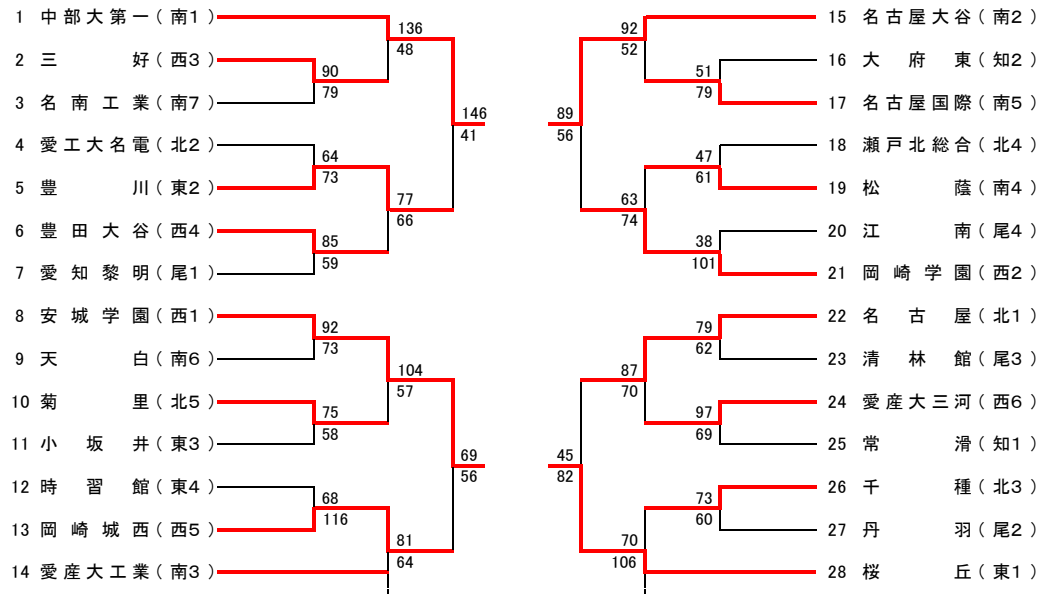 1 中部大第一(南1)
136
48
2 三好(西3)
90
79
3 名南工業(南7)
146
41
4 愛工大名電(北2)
64
73
5 豊川(東2)
77
66
6 豊田大谷(西4)
85
59
7 愛知黎明(尾1)
8 安城学園(西1)
92
73
9 天白(南6)
104
57
10 菊里(北5)
75
58
11 小坂井(東3)
69
56
12 時習館(東4)
68
116
13 岡崎城西(西5)
81
64
14 愛産大工業(南3)
15 名古屋大谷(南2)
92
52
16 大府東(知2)
51
79
17 名古屋国際(南5)
89
56
18 瀬戸北総合(北4)
47
61
19 松蔭(南4)
63
74
20 江南(尾4)
38
101
21 岡崎学園(西2)
22 名古屋(北1)
79
62
23 清林館(尾3)
87
70
24 愛産大三河(西6)
97
69
25 常滑(知1)
45
82
26 千種(北3)
73
60
27 丹羽(尾2)
70
106
28 桜丘(東1)